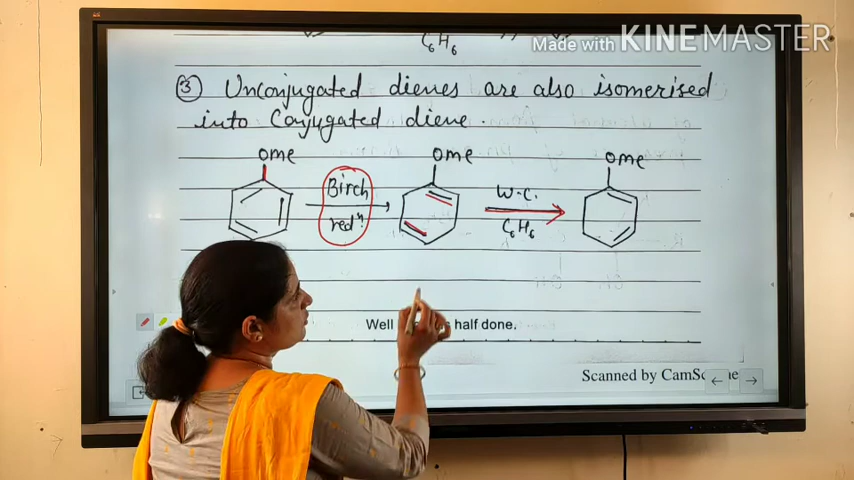 C6H6
Made with KINEMASTER
③ Unconjugated dienes are also isomerised
into Conjugated diene.
OMe OMe OMe
Birch W.C.
redⁿ. C6H6
Well half done.
Scanned by CamSc